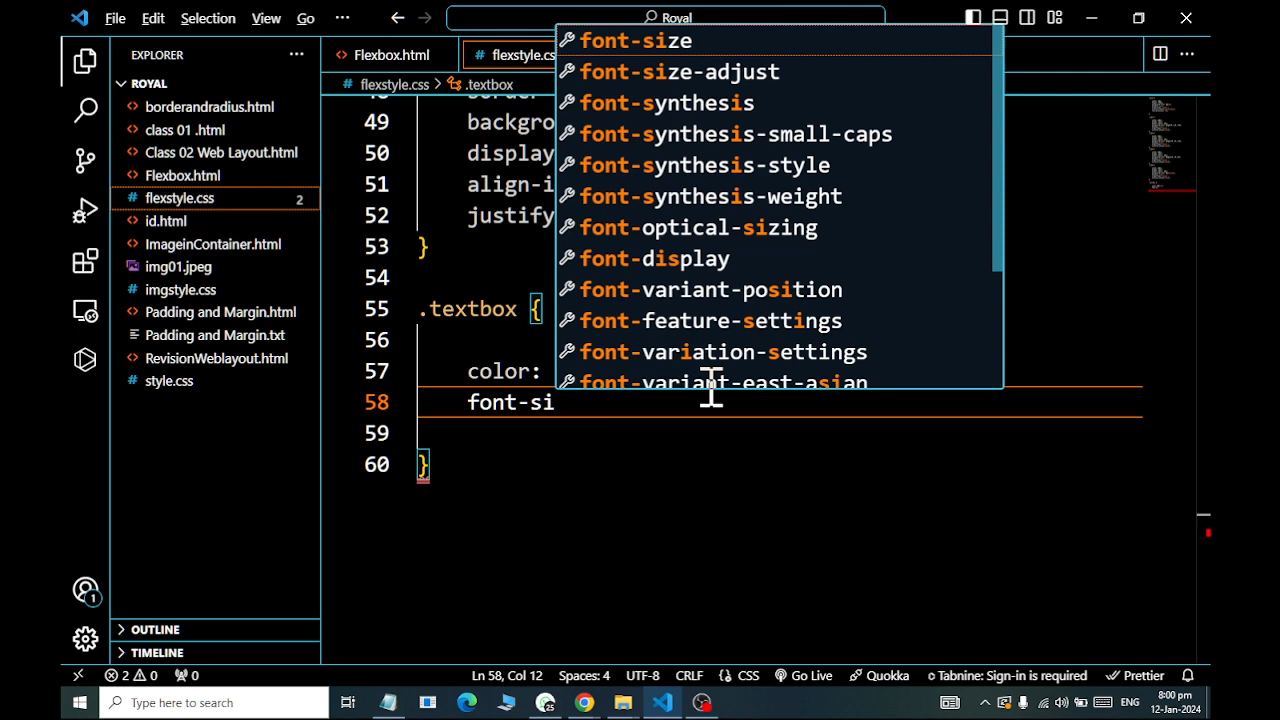 File Edit Selection View Go ··· Royal
EXPLORER ···
ROYAL
borderandradius.html
class 01 .html
Class 02 Web Layout.html
Flexbox.html
flexstyle.css 2
id.html
ImageinContainer.html
img01.jpeg
imgstyle.css
Padding and Margin.html
Padding and Margin.txt
RevisionWeblayout.html
style.css
OUTLINE
TIMELINE
Flexbox.html flexstyle.cs
flexstyle.css > .textbox
49 backgro
50 display
51 align-i
52 justify
53 }
54
55 .textbox {
56
57 color:
58 font-si
59
60 }
font-size
font-size-adjust
font-synthesis
font-synthesis-small-caps
font-synthesis-style
font-synthesis-weight
font-optical-sizing
font-display
font-variant-position
font-feature-settings
font-variation-settings
font-variant-east-asian
1
2 0 0 Ln 58, Col 12 Spaces: 4 UTF-8 CRLF CSS Go Live Quokka Tabnine: Sign-in is required Prettier
Type here to search ENG 8:00 pm
12-Jan-2024